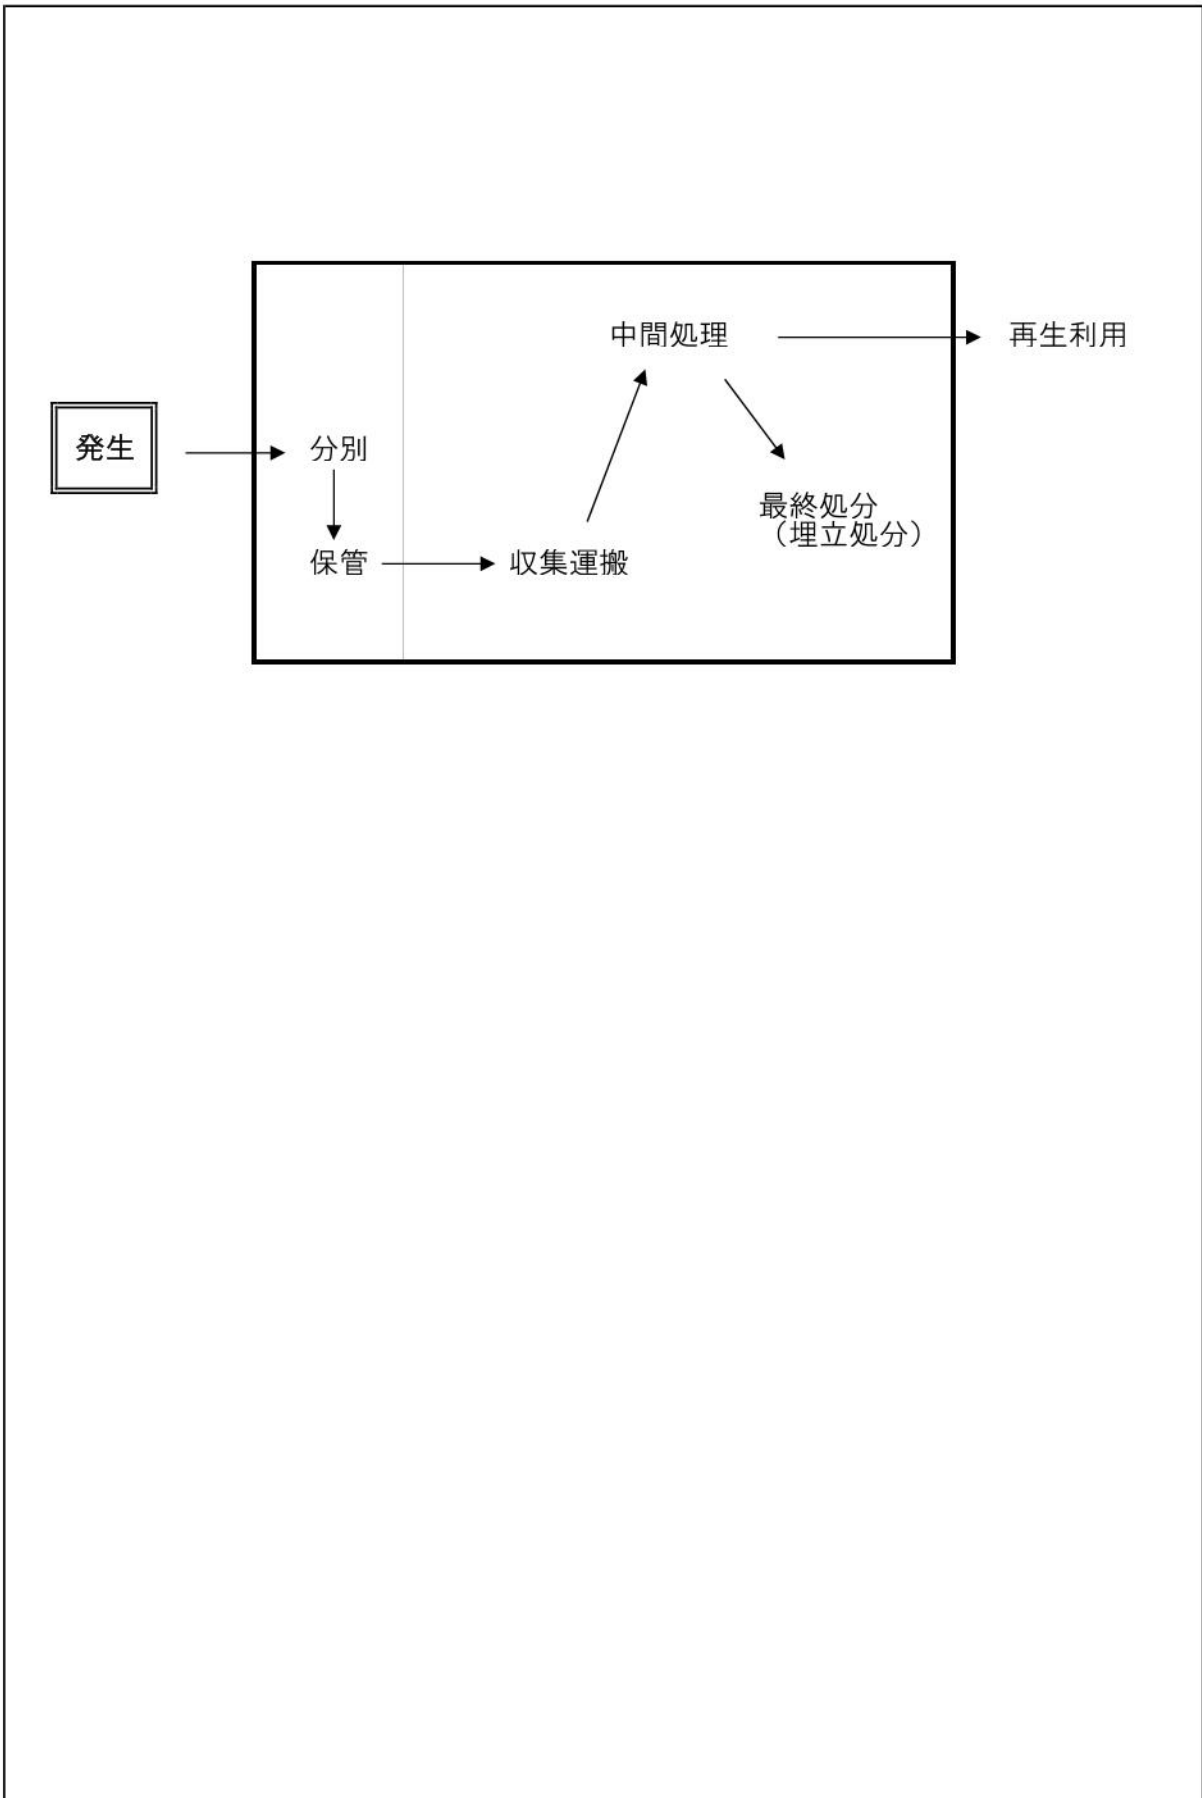 中間処理
再生利用
発生
分別
最終処分
（埋立処分）
保管
収集運搬